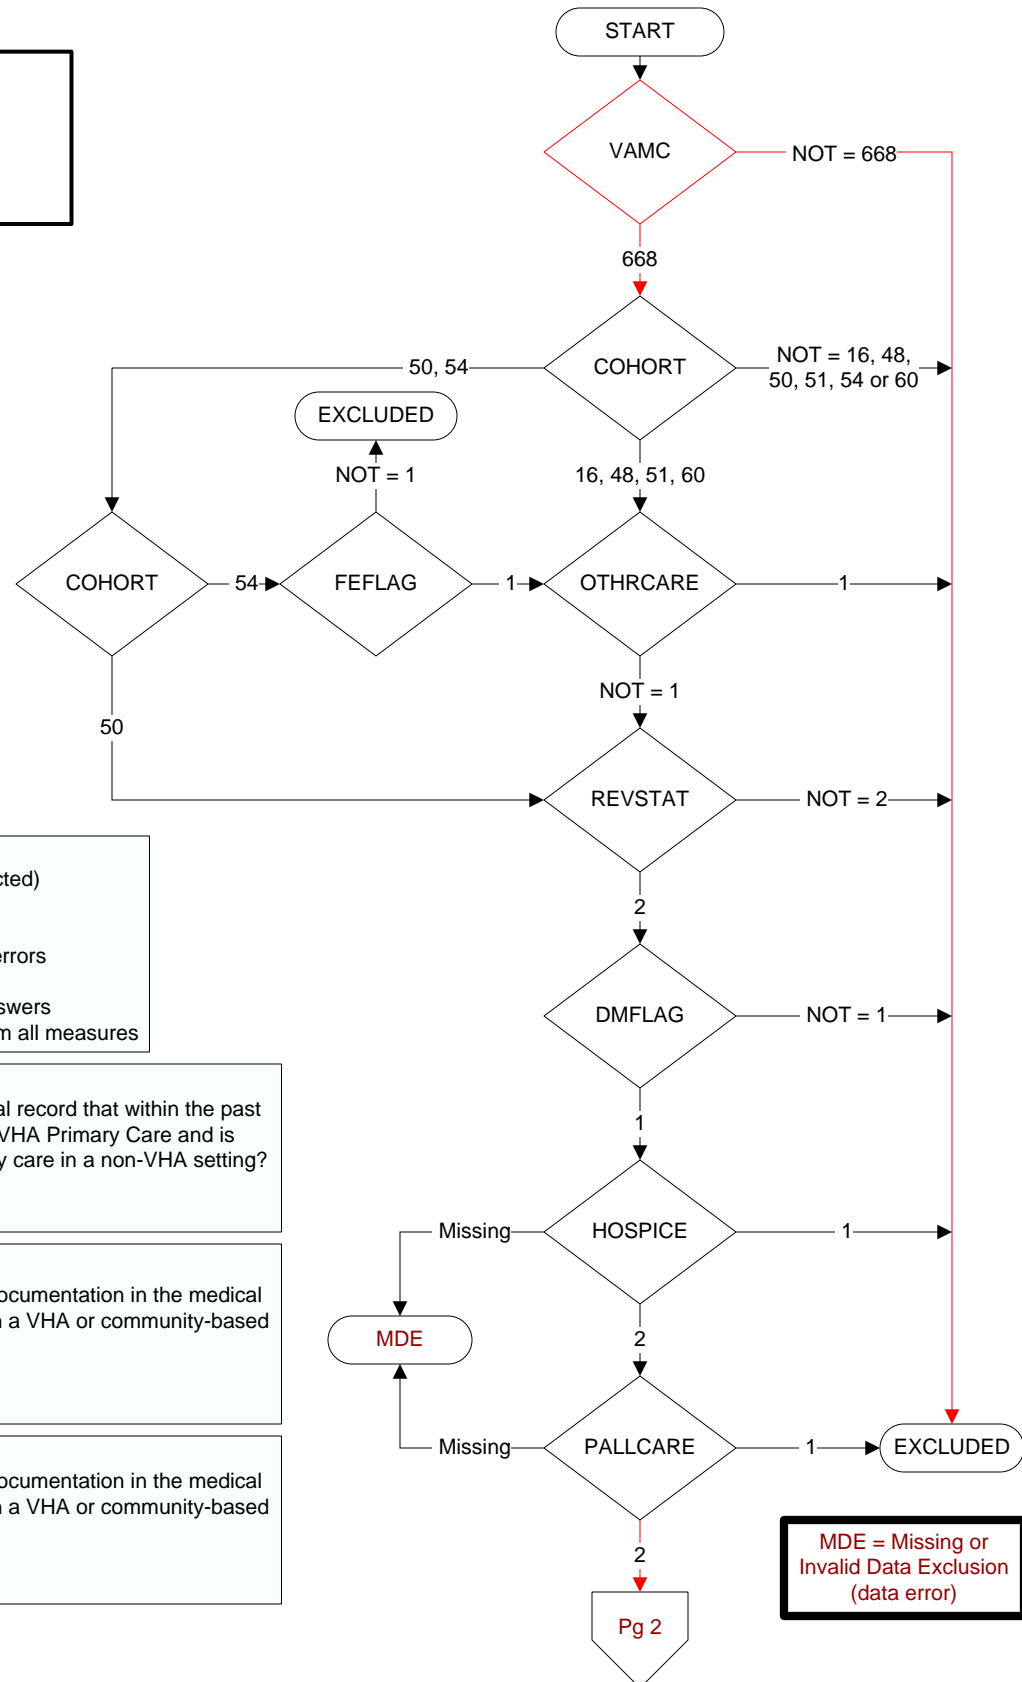 START
VAMC
NOT = 668
668
COHORT
50, 54
NOT = 16, 48,
50, 51, 54 or 60
EXCLUDED
NOT = 1
16, 48, 51, 60
COHORT
54
FEFLAG
1
OTHRCARE
1
NOT = 1
50
REVSTAT
NOT = 2
2
cted)
errors
swers
m all measures
DMFLAG
NOT = 1
1
al record that within the past
VHA Primary Care and is
y care in a non-VHA setting?
Missing
HOSPICE
1
ocumentation in the medical
n a VHA or community-based
MDE
2
Missing
PALLCARE
1
EXCLUDED
ocumentation in the medical
n a VHA or community-based
2
MDE = Missing or
Invalid Data Exclusion
(data error)
Pg 2